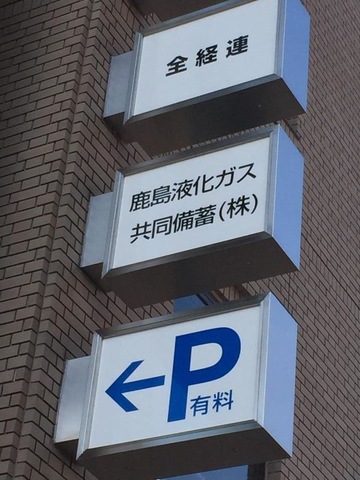 全経連
鹿島液化ガス
共同備蓄(株)
←P
有料